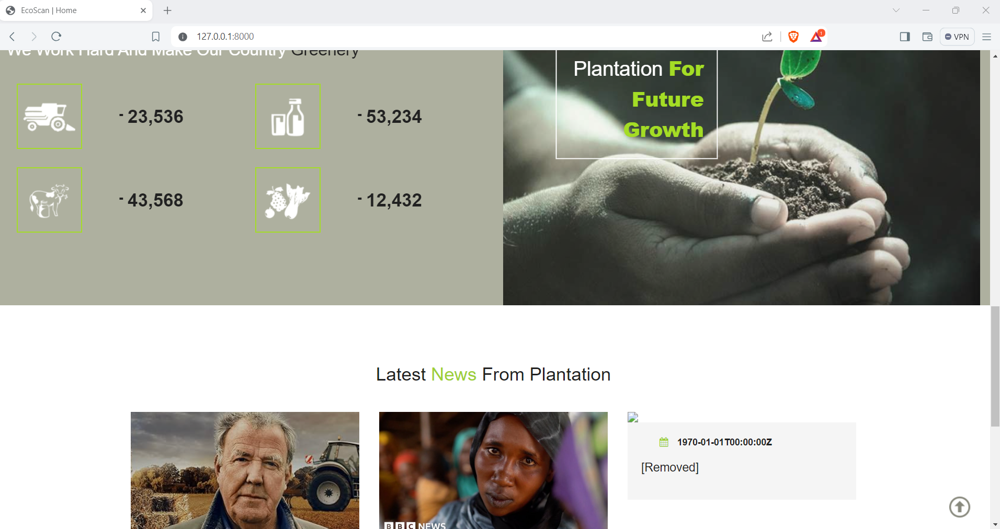 EcoScan | Home
127.0.0.1:8000
1
VPN
We Work Hard And Make Our Country Greenery
- 23,536
- 53,234
- 43,568
- 12,432
Plantation For
Future
Growth
Latest News From Plantation
1970-01-01T00:00:00Z
[Removed]
BBC NEWS